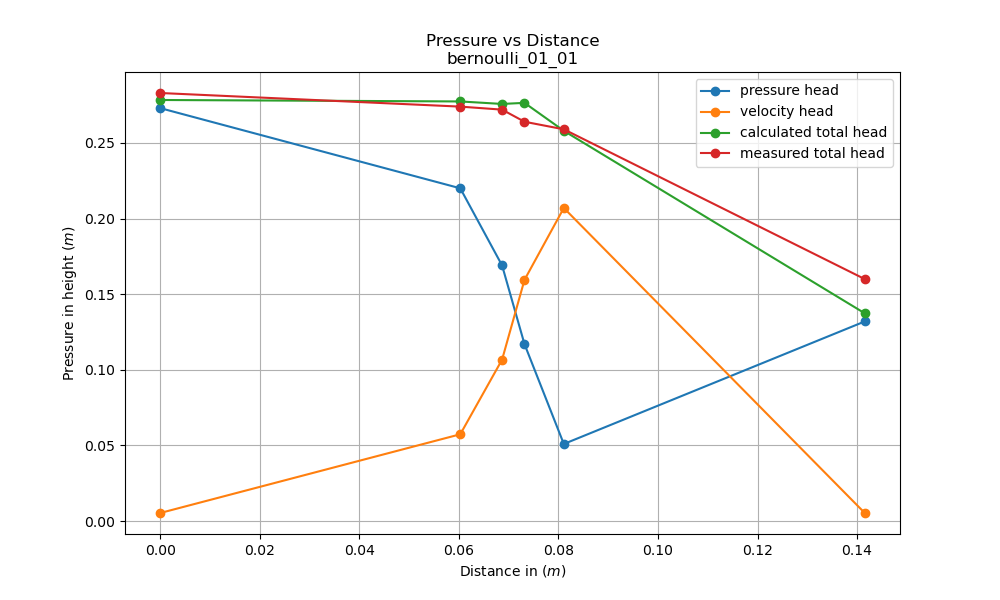 Pressure vs Distance
bernoulli_01_01
pressure head
velocity head
calculated total head
measured total head
Pressure in height (m)
0.25
0.20
0.15
0.10
0.05
0.00
0.00 0.02 0.04 0.06 0.08 0.10 0.12 0.14
Distance in (m)